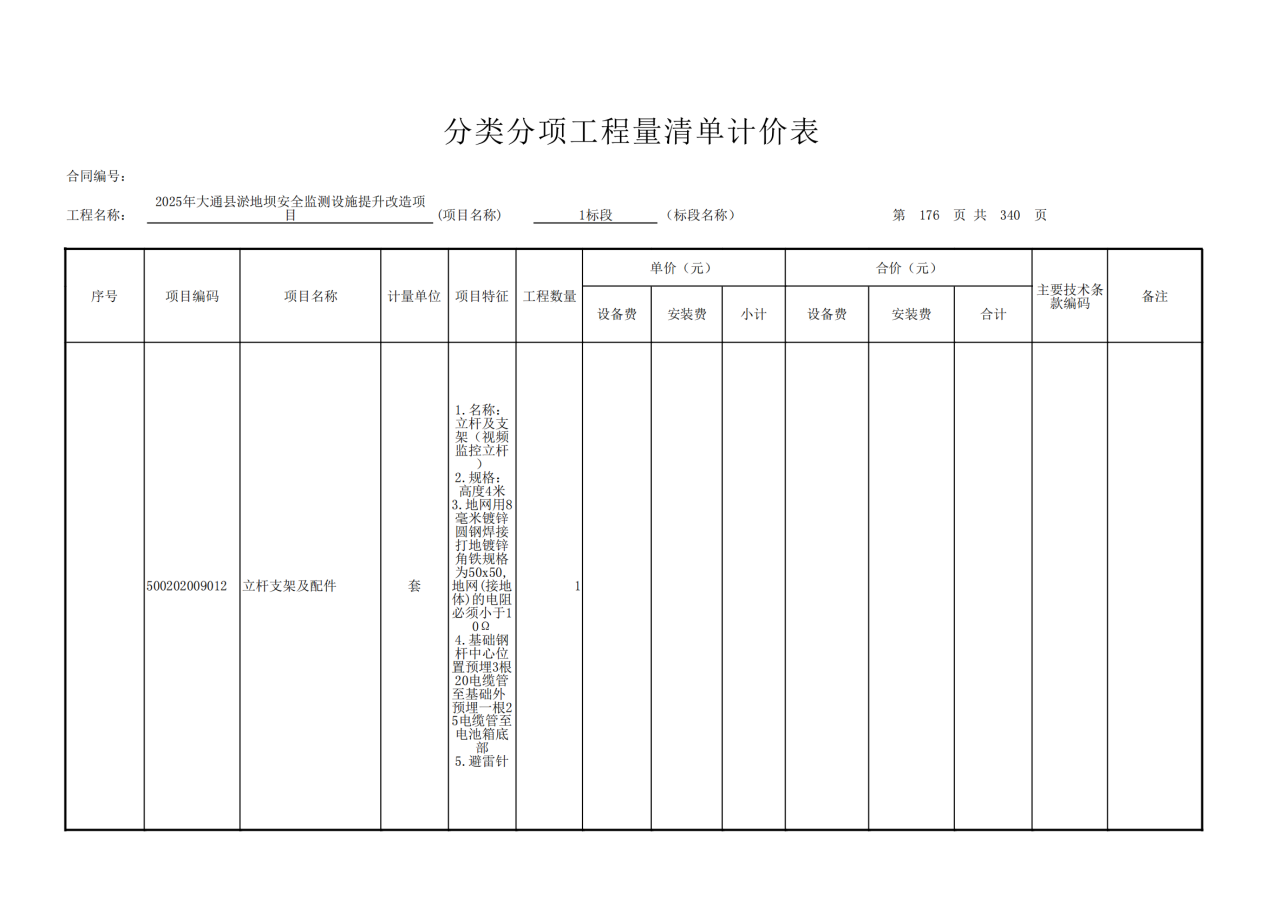 分类分项工程量清单计价表
合同编号：
2025年大通县淤地坝安全监测设施提升改造项
工程名称： 目 (项目名称) 1标段 （标段名称） 第 176 页 共 340 页
序号 项目编码 项目名称 计量单位 项目特征 工程数量 单价（元） 合价（元） 主要技术条 备注
款编码
设备费 安装费 小计 设备费 安装费 合计
1.名称：
立杆及支
架（视频
监控立杆
）
2.规格：
高度4米
3.地网用8
毫米镀锌
圆钢焊接
打地镀锌
角铁规格
为50x50,
500202009012 立杆支架及配件 套 地网(接地 1
体)的电阻
必须小于1
0Ω
4.基础钢
杆中心位
置预埋3根
20电缆管
至基础外
预埋一根2
5电缆管至
电池箱底
部
5.避雷针